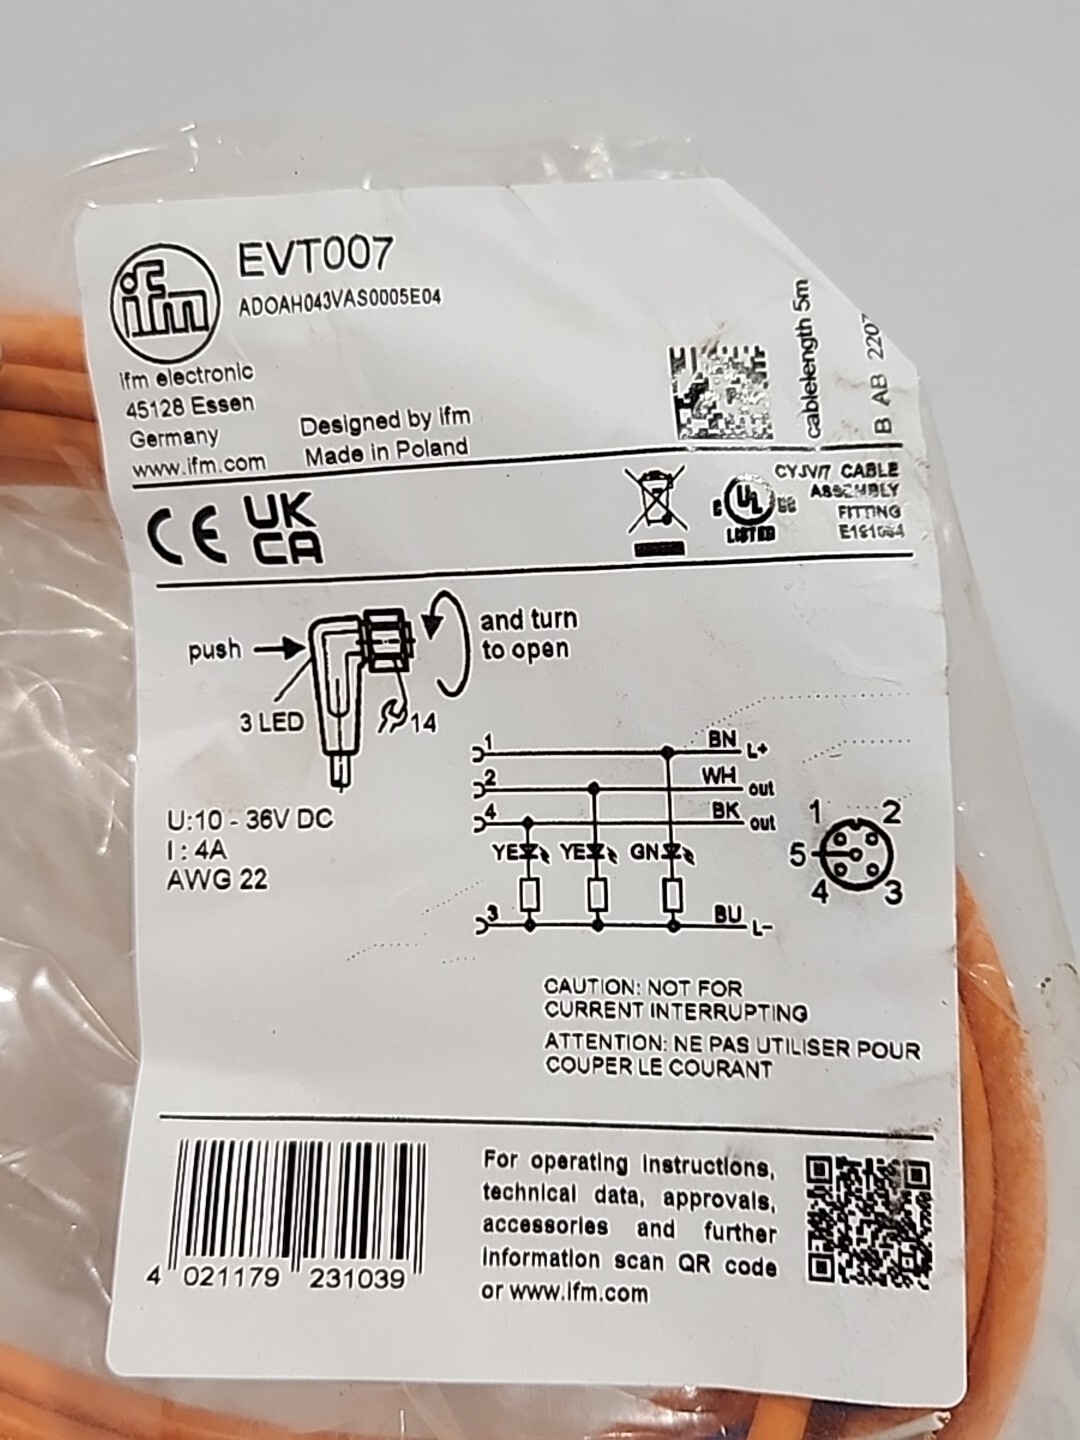 ifm
EVT007
ADOAH043VAS0005E04
ifm electronic
45128 Essen
Germany
www.ifm.com
Designed by ifm
Made in Poland
cablelength 5m
B AB 2207
CE
UK
CA
C UL US
LISTED
CYJV/7 CABLE
ASSEMBLY
FITTING
push
and turn
to open
3 LED
14
U:10 - 36V DC
I : 4A
AWG 22
1 BN L+
2 WH out
4 BK out
YE YE GN
3 BU L-
1 2
5
4 3
CAUTION: NOT FOR
CURRENT INTERRUPTING
ATTENTION: NE PAS UTILISER POUR
COUPER LE COURANT
4 021179 231039
For operating instructions,
technical data, approvals,
accessories and further
information scan QR code
or www.ifm.com